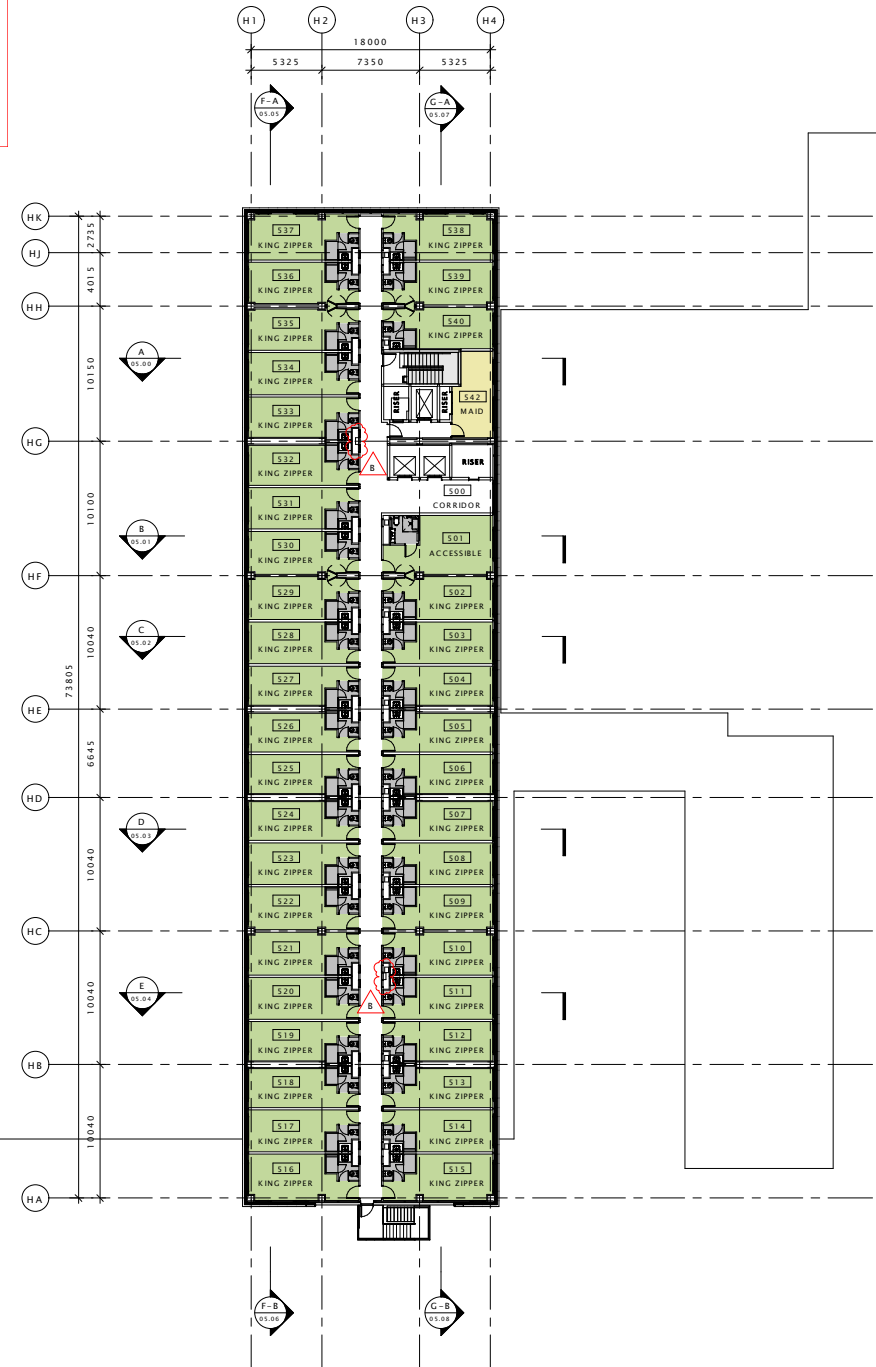 H1 H2 H3 H4
18000
5325 7350 5325
F-A
05.05
G-A
05.07
HK
2735
HJ
4015
HH
10150
HG
10100
HF
10040
HE
6645
HD
10040
HC
10040
HB
10040
HA
73805
A
05.00
B
05.01
C
05.02
D
05.03
E
05.04
537
KING ZIPPER
538
KING ZIPPER
536
KING ZIPPER
539
KING ZIPPER
535
KING ZIPPER
540
KING ZIPPER
534
KING ZIPPER
533
KING ZIPPER
RISER
RISER
542
MAID
532
KING ZIPPER
B
RISER
531
KING ZIPPER
500
CORRIDOR
530
KING ZIPPER
501
ACCESSIBLE
529
KING ZIPPER
502
KING ZIPPER
528
KING ZIPPER
503
KING ZIPPER
527
KING ZIPPER
504
KING ZIPPER
526
KING ZIPPER
505
KING ZIPPER
525
KING ZIPPER
506
KING ZIPPER
524
KING ZIPPER
507
KING ZIPPER
523
KING ZIPPER
508
KING ZIPPER
522
KING ZIPPER
509
KING ZIPPER
521
KING ZIPPER
510
KING ZIPPER
520
KING ZIPPER
B
511
KING ZIPPER
519
KING ZIPPER
512
KING ZIPPER
518
KING ZIPPER
513
KING ZIPPER
517
KING ZIPPER
514
KING ZIPPER
516
KING ZIPPER
515
KING ZIPPER
F-B
05.06
G-B
05.08